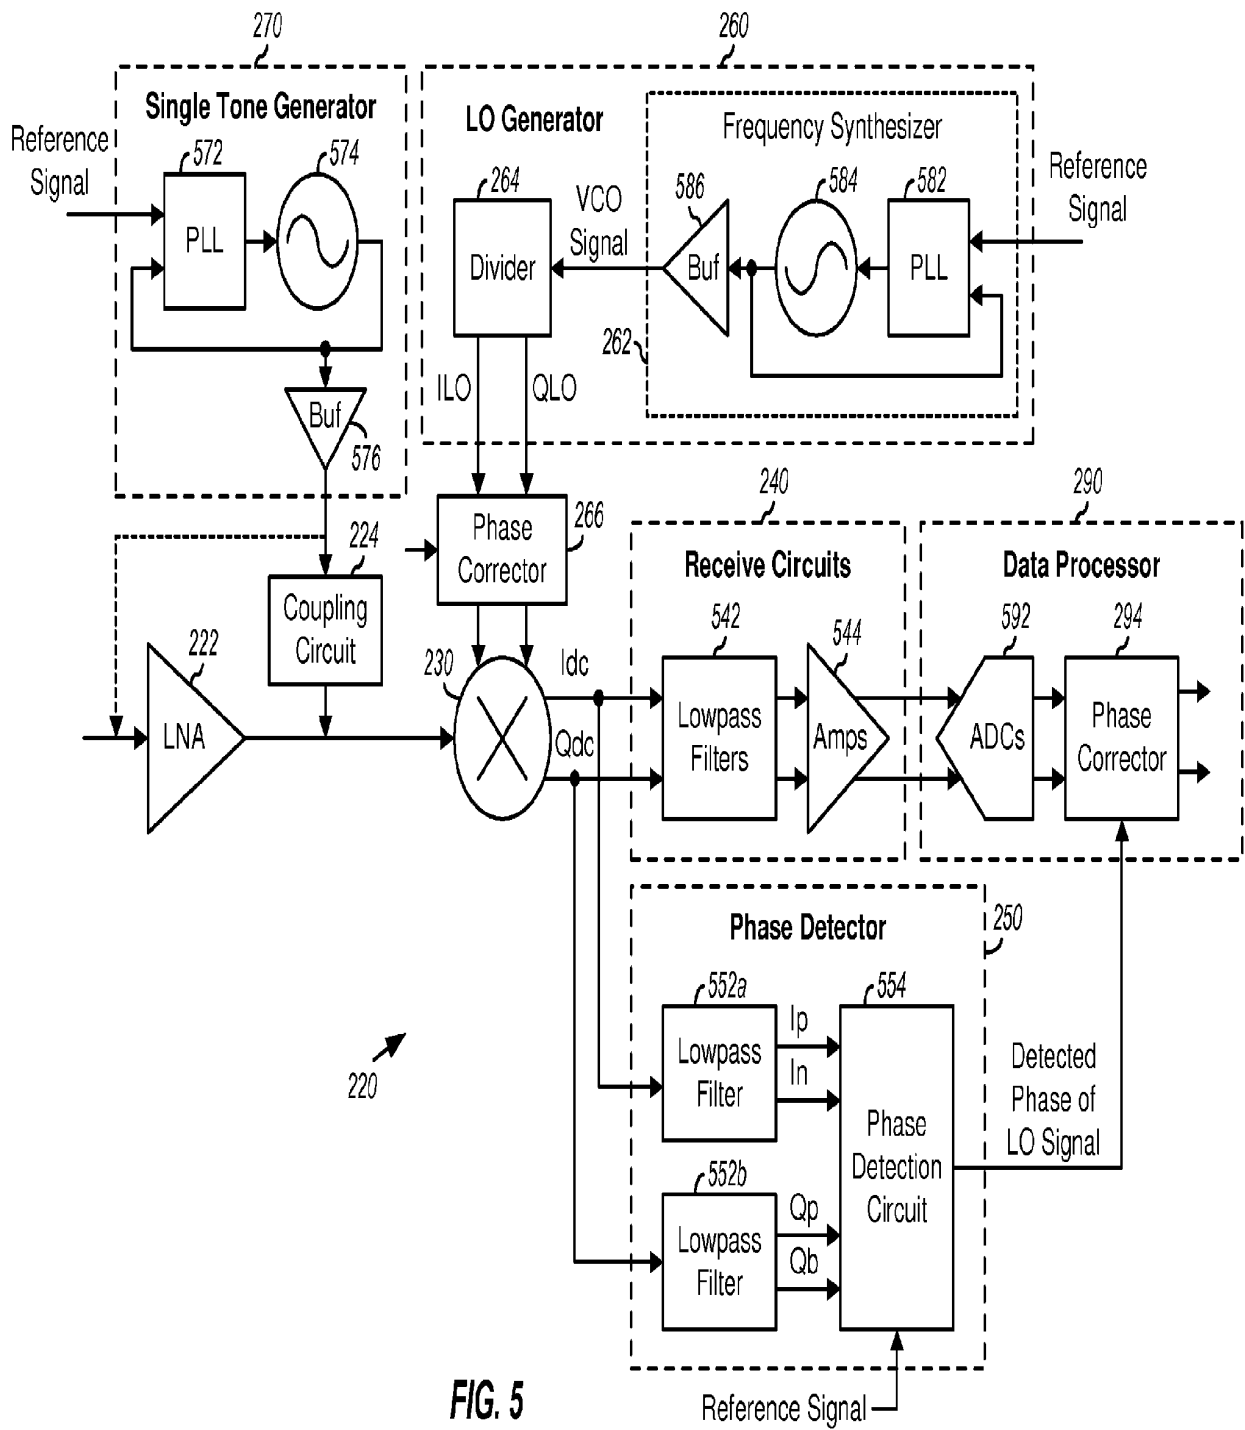 270
260
Single Tone Generator
LO Generator
Frequency Synthesizer
Reference
Signal
572
574
264
VCO
Signal
586
584
582
Reference
Signal
PLL
Divider
Buf
PLL
262
ILO
QLO
Buf
576
224
Phase
Corrector
266
240
290
Receive Circuits
Data Processor
Coupling
Circuit
222
230
Idc
Qdc
542
544
592
294
LNA
Lowpass
Filters
Amps
ADCs
Phase
Corrector
Phase Detector
250
552a
554
Lowpass
Filter
Ip
In
220
Detected
Phase of
LO Signal
Phase
Detection
Circuit
552b
Lowpass
Filter
Qp
Qb
FIG. 5
Reference Signal